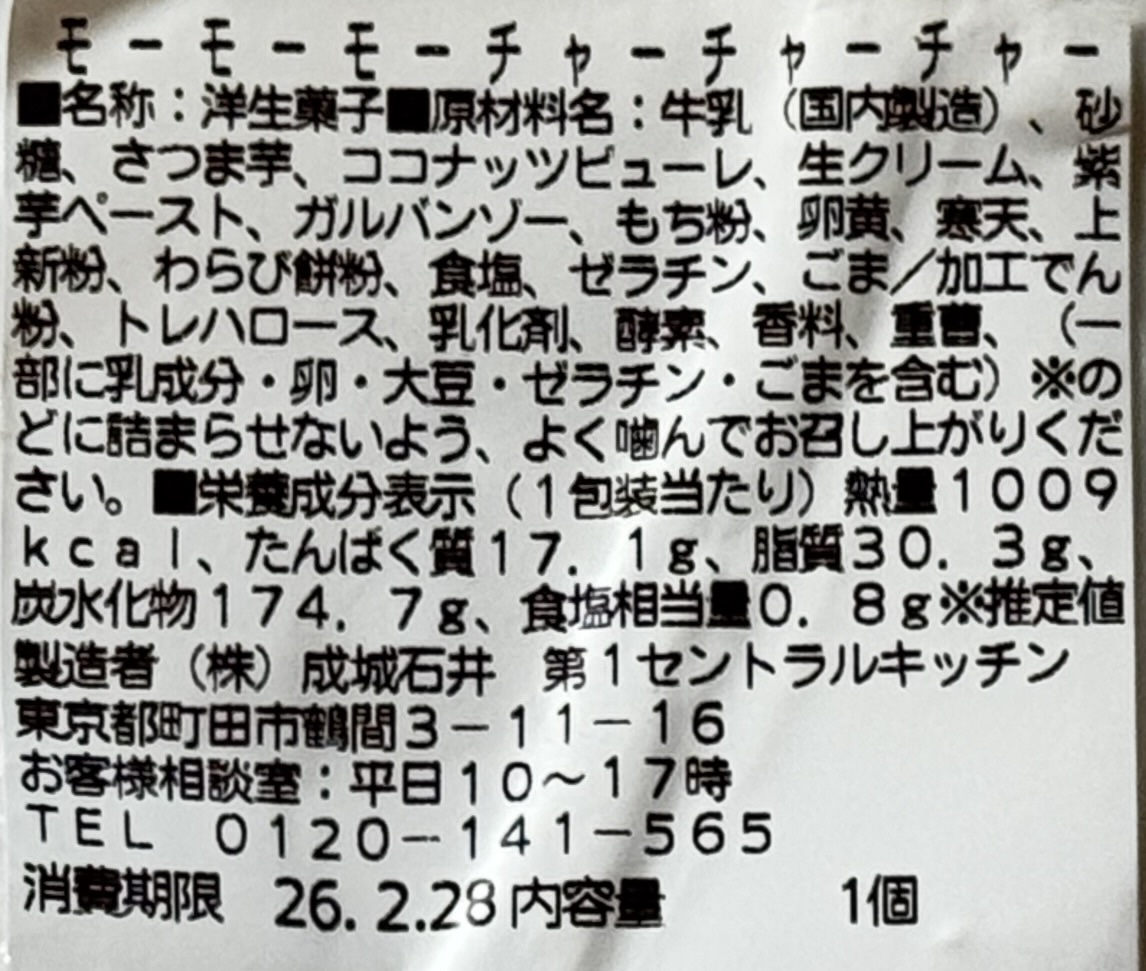 モーモーモーチャーチャーチャー
■名称：洋生菓子■原材料名：牛乳（国内製造）、砂
糖、さつま芋、ココナッツピューレ、生クリーム、紫
芋ペースト、ガルバンゾー、もち粉、卵黄、寒天、上
新粉、わらび餅粉、食塩、ゼラチン、ごま／加工でん
粉、トレハロース、乳化剤、酵素、香料、重曹、（一
部に乳成分・卵・大豆・ゼラチン・ごまを含む）※の
どに詰まらせないよう、よく噛んでお召し上がりくだ
さい。■栄養成分表示（１包装当たり）熱量１００９
ｋｃａｌ、たんぱく質１７．１ｇ、脂質３０．３ｇ、
炭水化物１７４．７ｇ、食塩相当量０．８ｇ※推定値
製造者（株）成城石井　第１セントラルキッチン
東京都町田市鶴間３－１１－１６
お客様相談室：平日１０～１７時
ＴＥＬ　０１２０－１４１－５６５
消費期限　26.2.28 内容量　1個